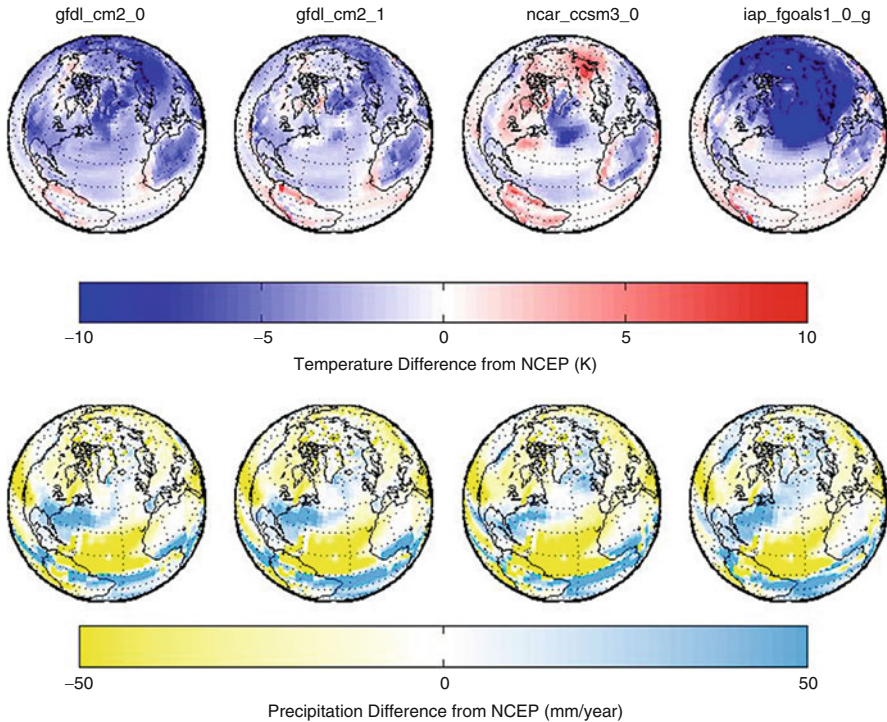 gfdl_cm2_0 gfdl_cm2_1 ncar_ccsm3_0 iap_fgoals1_0_g
−10 −5 0 5 10
Temperature Difference from NCEP (K)
−50 0 50
Precipitation Difference from NCEP (mm/year)